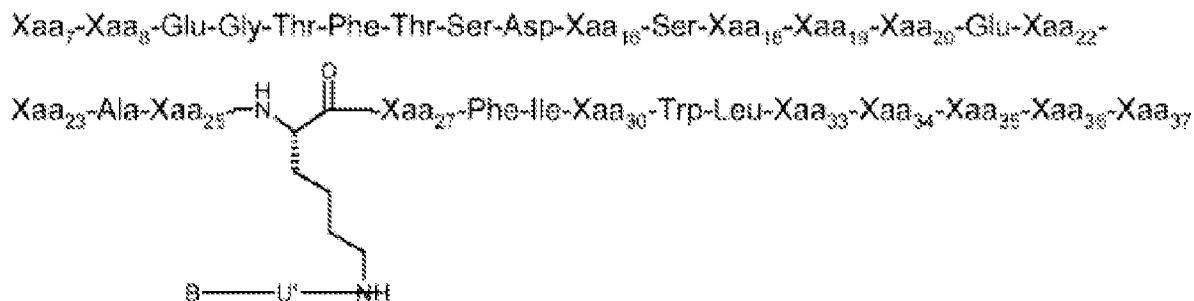 Xaa₇-Xaa₈-Glu-Gly-Thr-Phe-Thr-Ser-Asp-Xaa₁₆-Ser-Xaa₁₈-Xaa₁₉-Xaa₂₀-Glu-Xaa₂₂-
H O
Xaa₂₃-Ala-Xaa₂₅-N Xaa₂₇-Phe-Ile-Xaa₃₀-Trp-Leu-Xaa₃₃-Xaa₃₄-Xaa₃₅-Xaa₃₆-Xaa₃₇
B U' NH